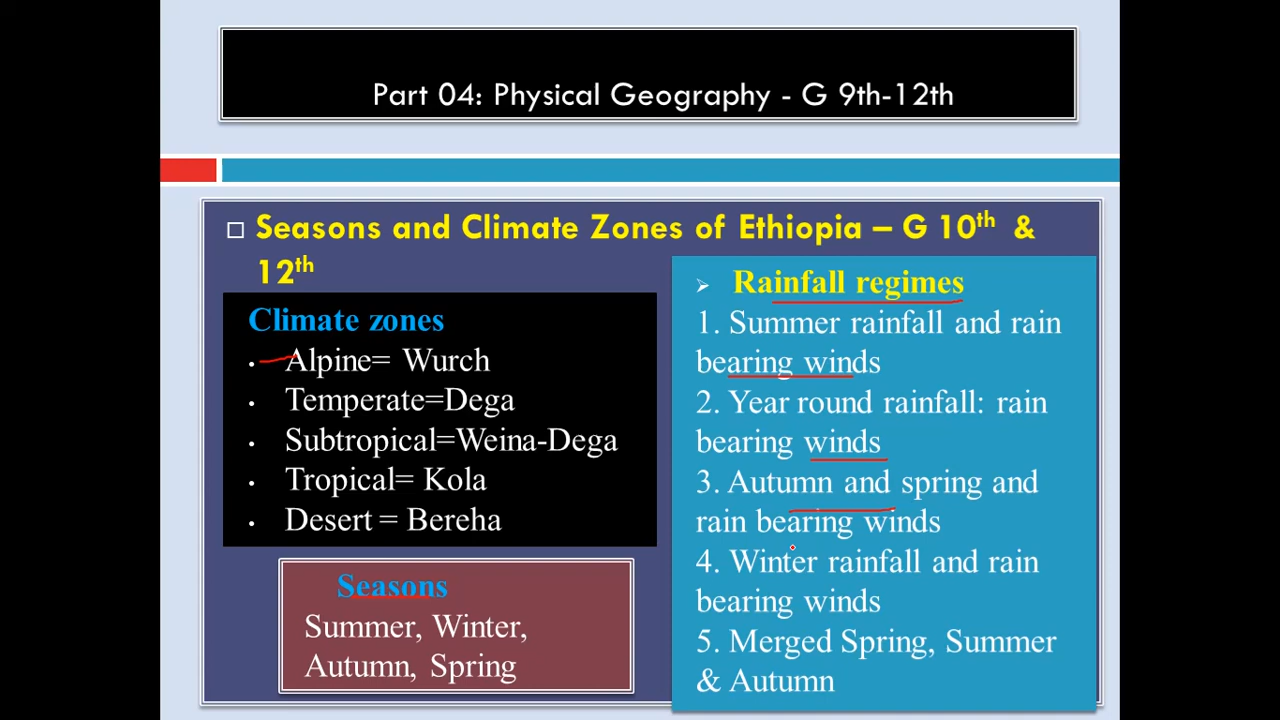 Part 04: Physical Geography - G 9th-12th
Seasons and Climate Zones of Ethiopia – G 10th &
12th
Climate zones
• Alpine= Wurch
• Temperate=Dega
• Subtropical=Weina-Dega
• Tropical= Kola
• Desert = Bereha
Seasons
Summer, Winter,
Autumn, Spring
Rainfall regimes
1. Summer rainfall and rain
bearing winds
2. Year round rainfall: rain
bearing winds
3. Autumn and spring and
rain bearing winds
4. Winter rainfall and rain
bearing winds
5. Merged Spring, Summer
& Autumn